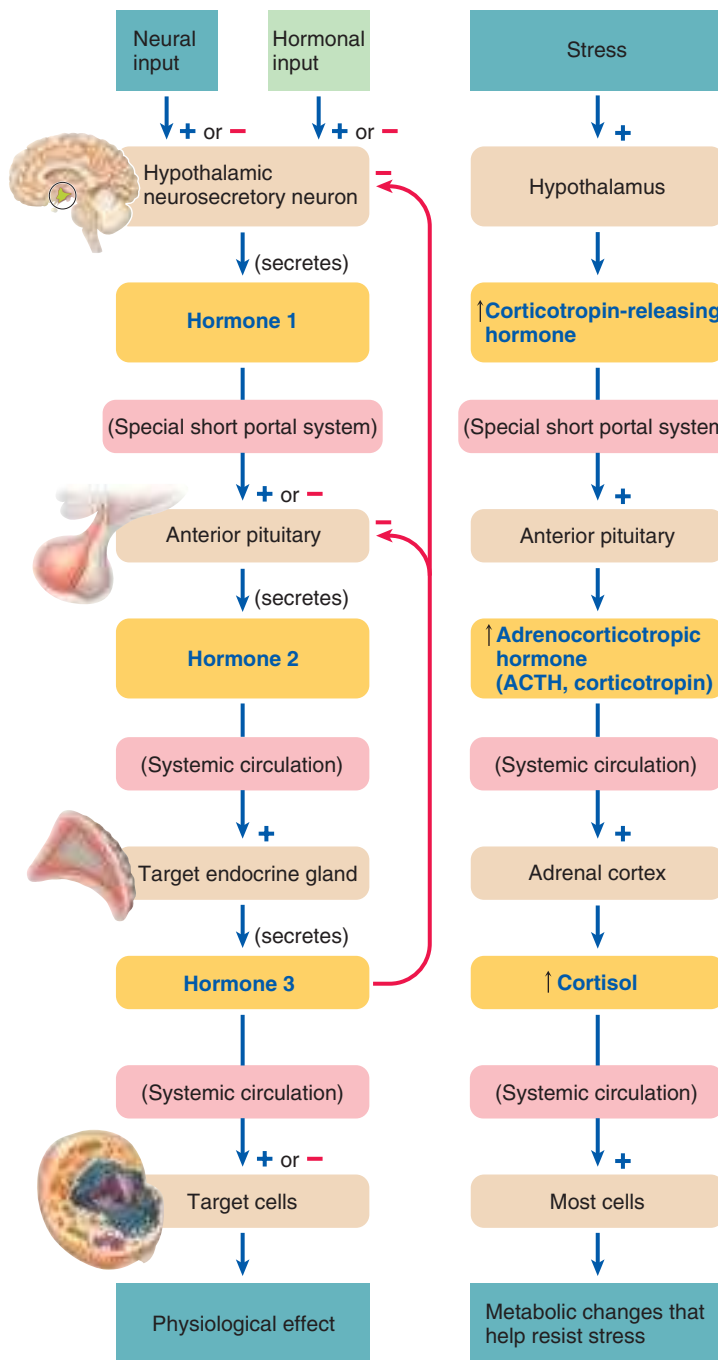 Neural
input
Hormonal
input
+ or −
+ or −
Hypothalamic
neurosecretory neuron
−
(secretes)
Hormone 1
(Special short portal system)
+ or −
Anterior pituitary
−
(secretes)
Hormone 2
(Systemic circulation)
+
Target endocrine gland
(secretes)
Hormone 3
(Systemic circulation)
+ or −
Target cells
Physiological effect
Stress
+
Hypothalamus
↑Corticotropin-releasing
hormone
(Special short portal system
+
Anterior pituitary
↑Adrenocorticotropic
hormone
(ACTH, corticotropin)
(Systemic circulation)
+
Adrenal cortex
↑ Cortisol
(Systemic circulation)
+
Most cells
Metabolic changes that
help resist stress